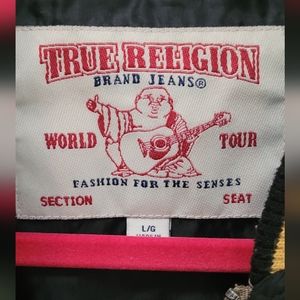 TRUE RELIGION
BRAND JEANS®
WORLD TOUR
FASHION FOR THE SENSES
SECTION SEAT
L/G